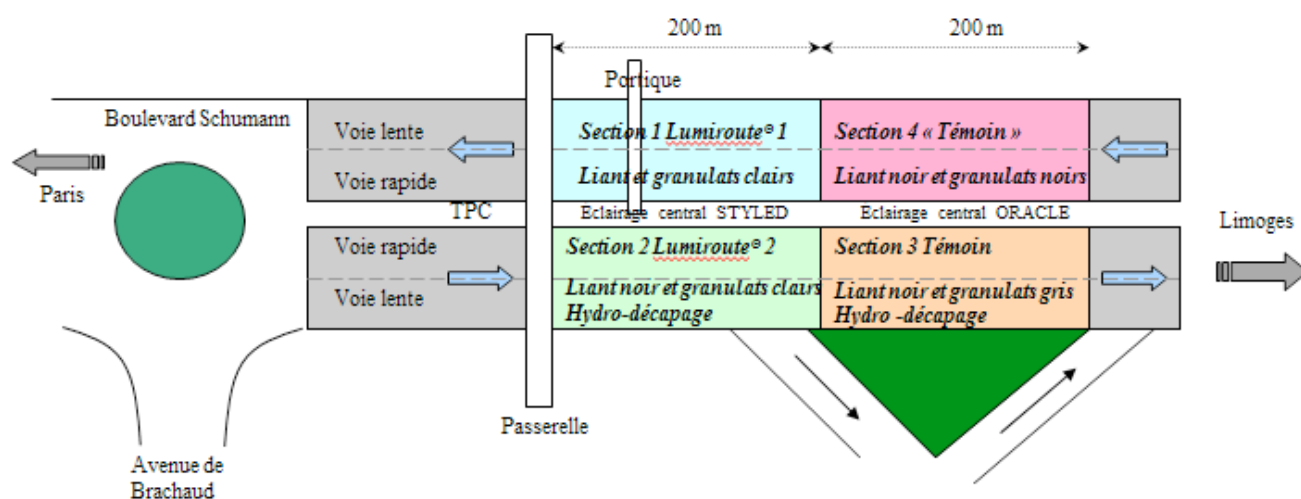 200 m
200 m
Portique
Boulevard Schumann
Voie lente
Section 1 Lumiroute® 1
Section 4 « Témoin »
Paris
Voie rapide
Liant et granulats clairs
Liant noir et granulats noirs
TPC
Eclairage central STYLED
Eclairage central ORACLE
Limoges
Voie rapide
Section 2 Lumiroute® 2
Section 3 Témoin
Voie lente
Liant noir et granulats clairs
Hydro-décapage
Liant noir et granulats gris
Hydro -décapage
Passerelle
Avenue de
Brachaud